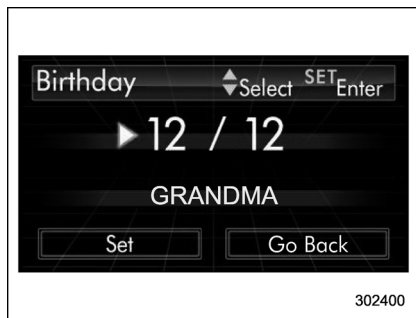 Birthday Select SET Enter
12 / 12
GRANDMA
Set Go Back
302400